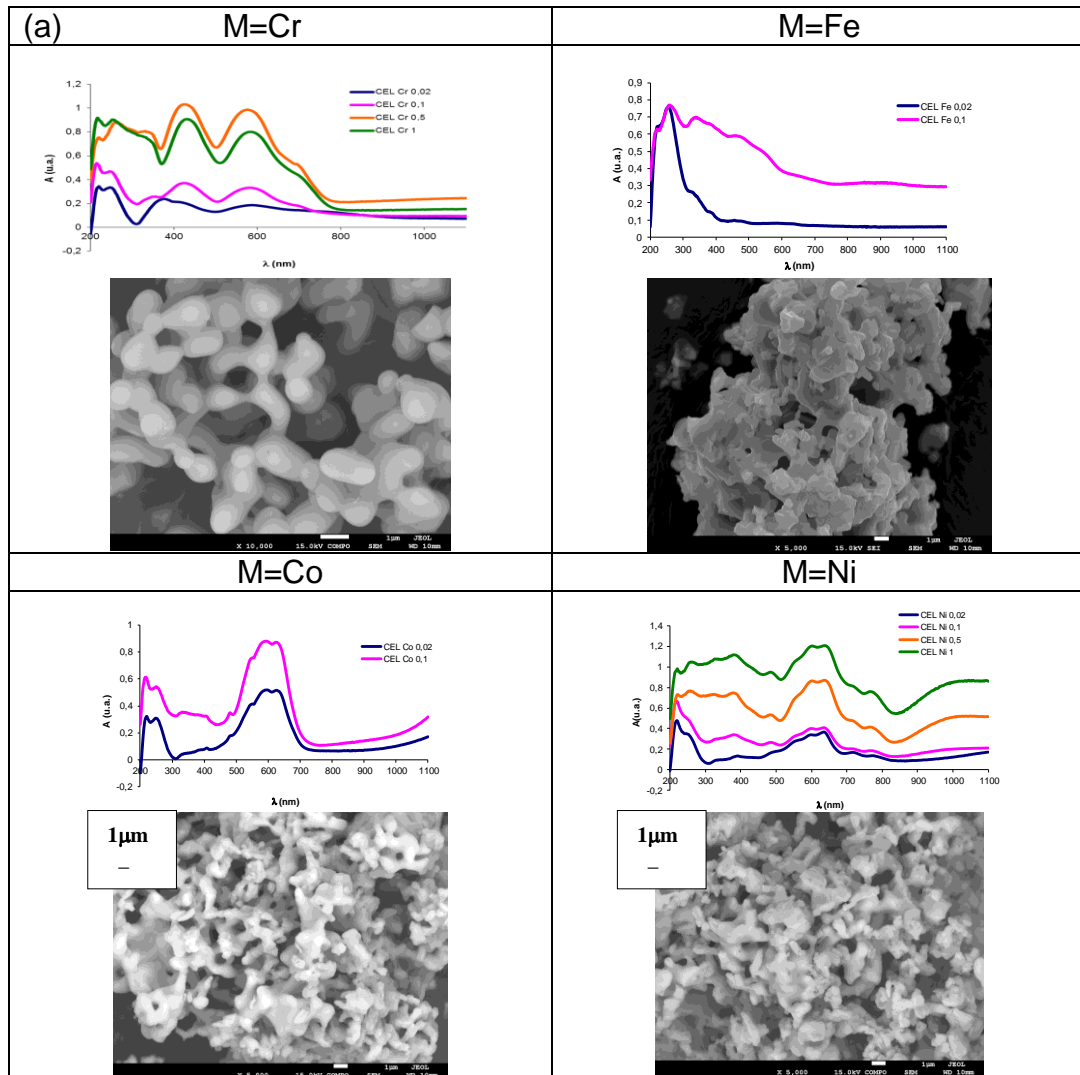 (a)
M=Cr
M=Fe
1,2
1
0,8
0,6
0,4
0,2
0
-0,2
A (u.a.)
200
400
600
800
1000
λ (nm)
CEL Cr 0,02
CEL Cr 0,1
CEL Cr 0,5
CEL Cr 1
0,9
0,8
0,7
0,6
0,5
0,4
0,3
0,2
0,1
0
A (u.a.)
200 300 400 500 600 700 800 900 1000 1100
λ (nm)
CEL Fe 0,02
CEL Fe 0,1
1µm JEOL
X 10,000 15.0kV COMPO SEM WD 10mm
1µm JEOL
X 5,000 15.0kV SEI SEM WD 10mm
M=Co
M=Ni
1
0,8
0,6
0,4
0,2
0
-0,2
A (u.a.)
200 300 400 500 600 700 800 900 1000 1100
λ (nm)
CEL Co 0,02
CEL Co 0,1
1,4
1,2
1
0,8
0,6
0,4
0,2
0
-0,2
A(u.a.)
200 300 400 500 600 700 800 900 1000 1100
λ (nm)
CEL Ni 0,02
CEL Ni 0,1
CEL Ni 0,5
CEL Ni 1
1µm
1µm
1µm JEOL
X 5,000 15.0kV COMPO SEM WD 10mm
1µm JEOL
X 5,000 15.0kV COMPO SEM WD 10mm